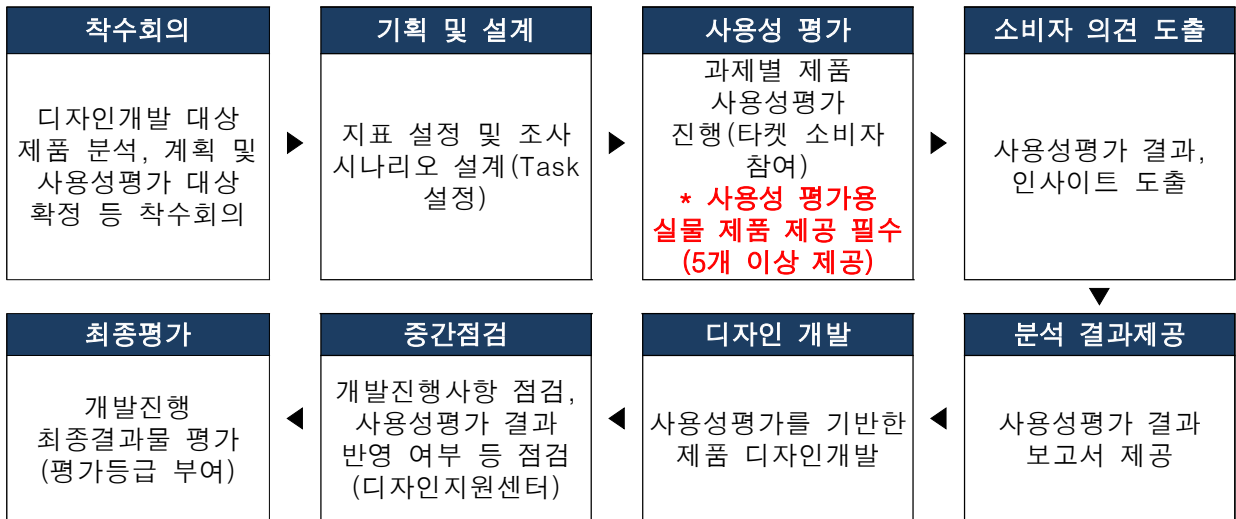 착수회의
디자인개발 대상
제품 분석, 계획 및
사용성평가 대상
확정 등 착수회의
▶
기획 및 설계
지표 설정 및 조사
시나리오 설계(Task
설정)
▶
사용성 평가
과제별 제품
사용성평가
진행(타켓 소비자
참여)
* 사용성 평가용
실물 제품 제공 필수
(5개 이상 제공)
▶
소비자 의견 도출
사용성평가 결과,
인사이트 도출
▼
분석 결과제공
사용성평가 결과
보고서 제공
◀
디자인 개발
사용성평가를 기반한
제품 디자인개발
◀
중간점검
개발진행사항 점검,
사용성평가 결과
반영 여부 등 점검
(디자인지원센터)
◀
최종평가
개발진행
최종결과물 평가
(평가등급 부여)